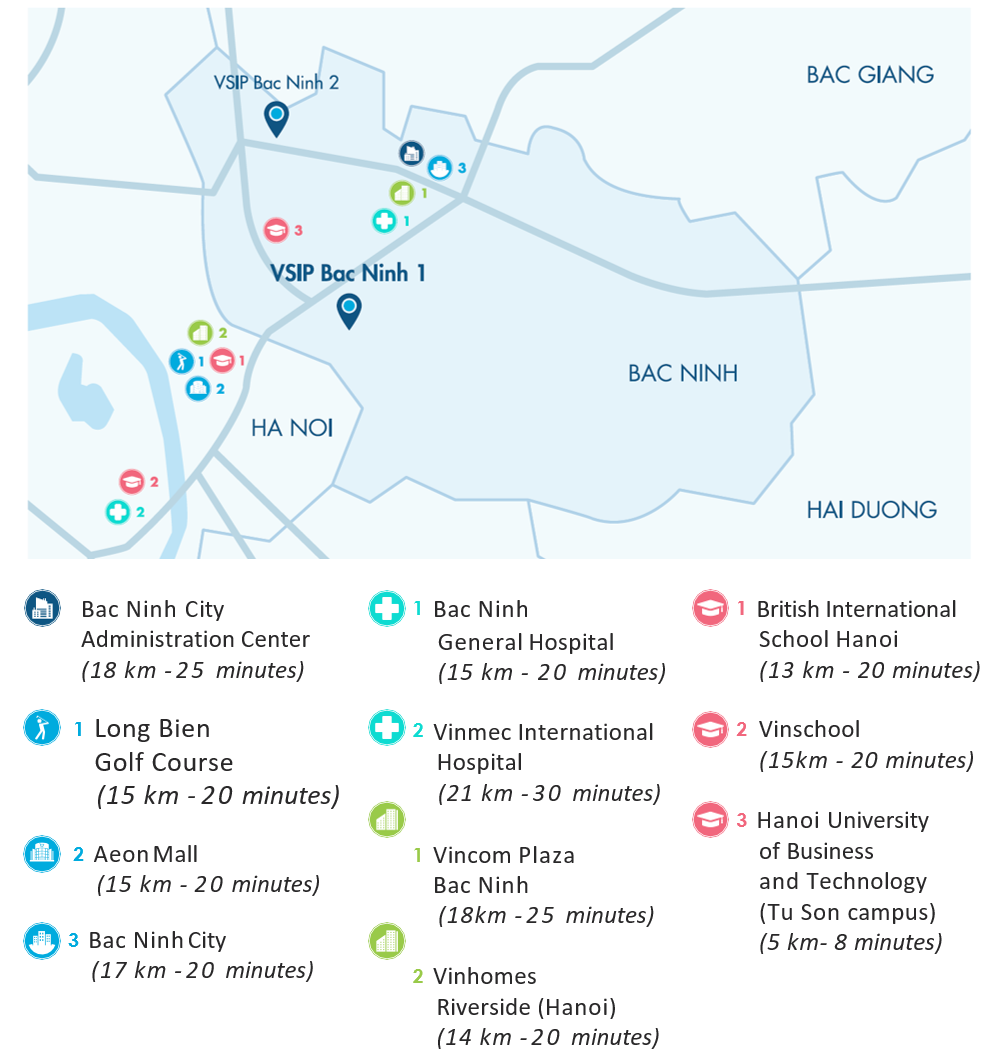 BAC GIANG
VSIP Bac Ninh 2
3
1
1
3
VSIP Bac Ninh 1
2
1
1
2
BAC NINH
HA NOI
2
2
HAI DUONG
Bac Ninh City
Administration Center
(18 km - 25 minutes)
1 Long Bien
Golf Course
(15 km - 20 minutes)
2 Aeon Mall
(15 km - 20 minutes)
3 Bac Ninh City
(17 km - 20 minutes)
1 Bac Ninh
General Hospital
(15 km - 20 minutes)
2 Vinmec International
Hospital
(21 km - 30 minutes)
1 Vincom Plaza
Bac Ninh
(18km - 25 minutes)
2 Vinhomes
Riverside (Hanoi)
(14 km - 20 minutes)
1 British International
School Hanoi
(13 km - 20 minutes)
2 Vinschool
(15km - 20 minutes)
3 Hanoi University
of Business
and Technology
(Tu Son campus)
(5 km- 8 minutes)